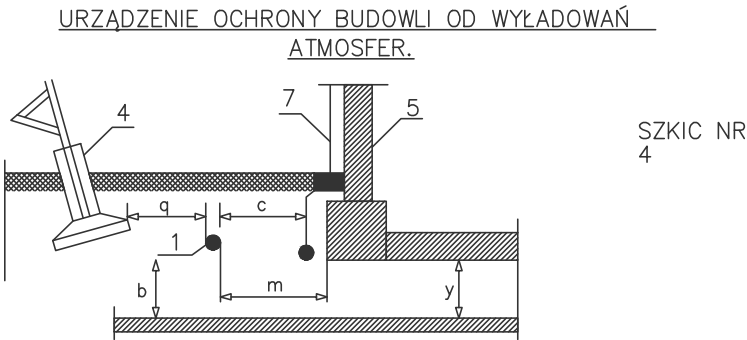 URZĄDZENIE OCHRONY BUDOWLI OD WYŁADOWAŃ
ATMOSFER.
7
4
5
SZKIC NR
4
q
c
1
b
m
y